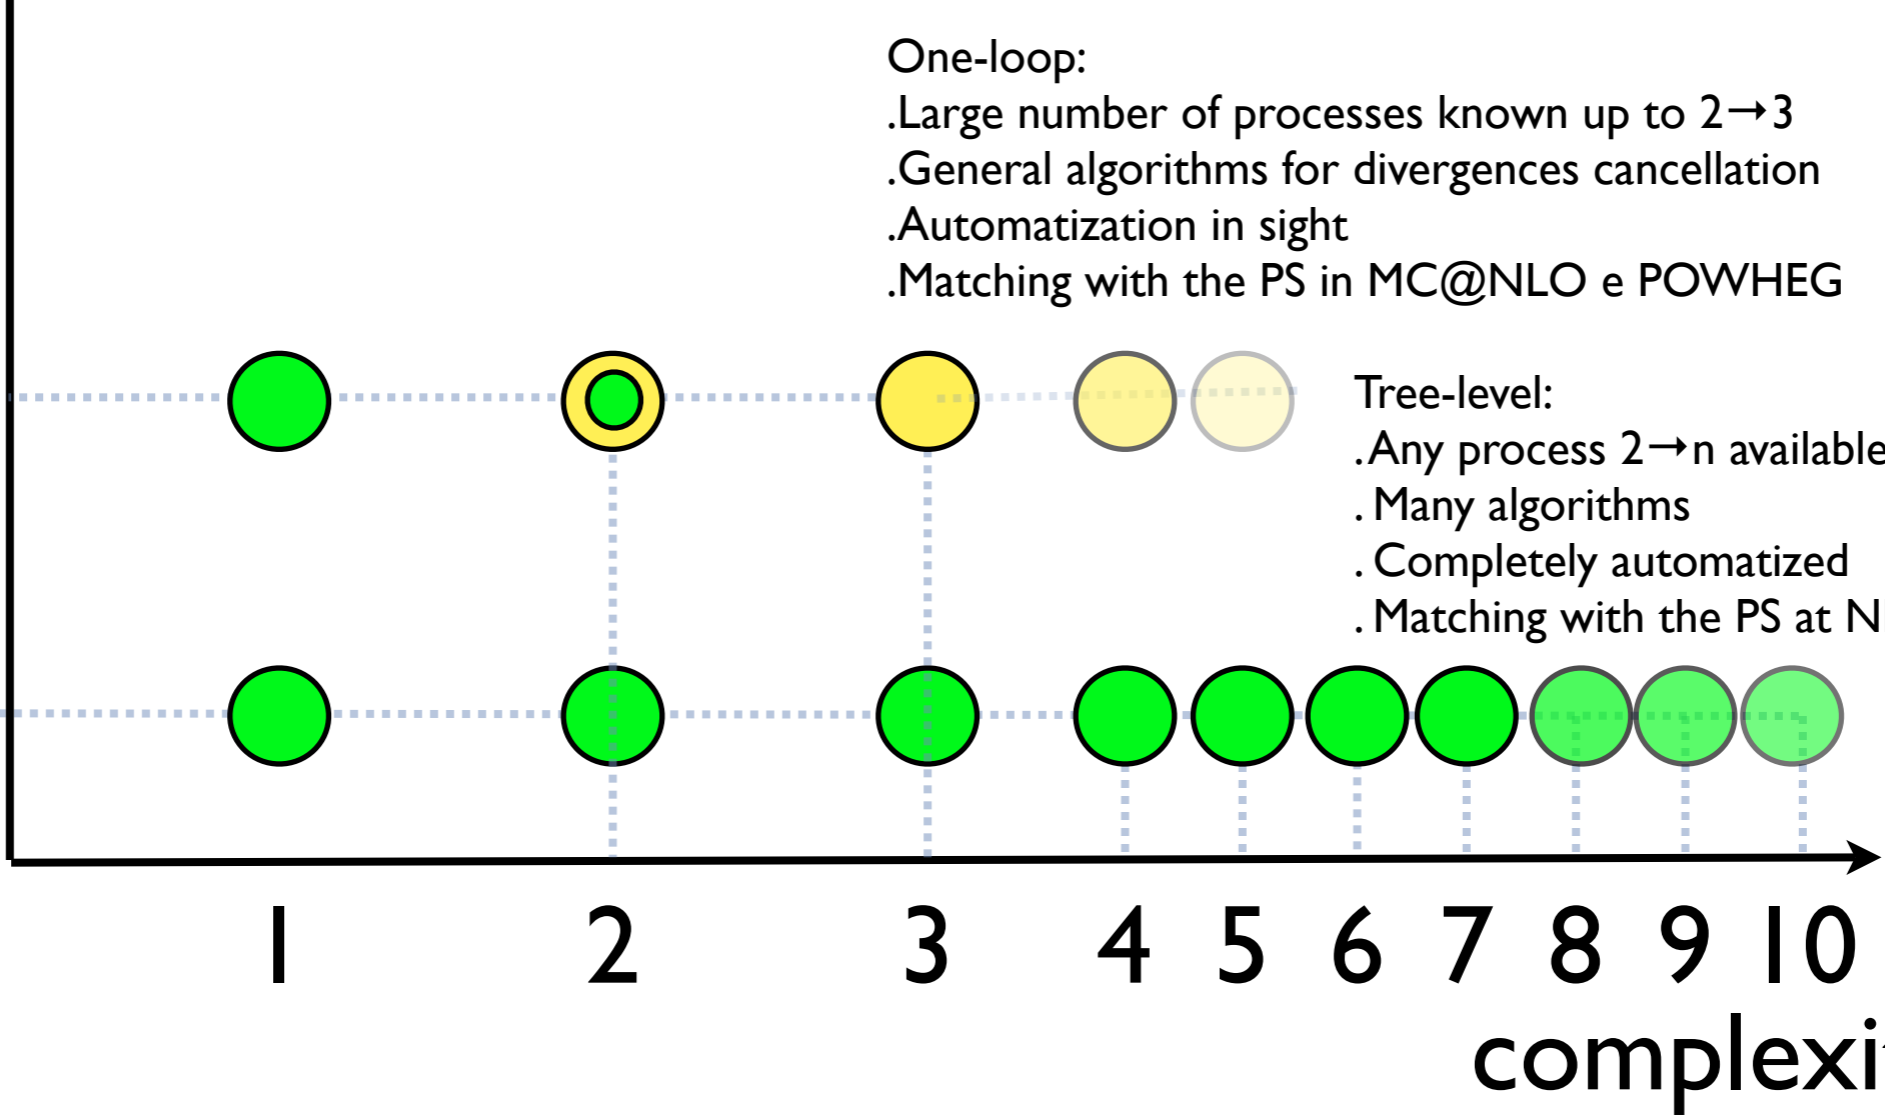 One-loop:
.Large number of processes known up to 2→3
.General algorithms for divergences cancellation
.Automatization in sight
.Matching with the PS in MC@NLO e POWHEG
Tree-level:
.Any process 2→n available
. Many algorithms
. Completely automatized
. Matching with the PS at N
1 2 3 4 5 6 7 8 9 10
complexi